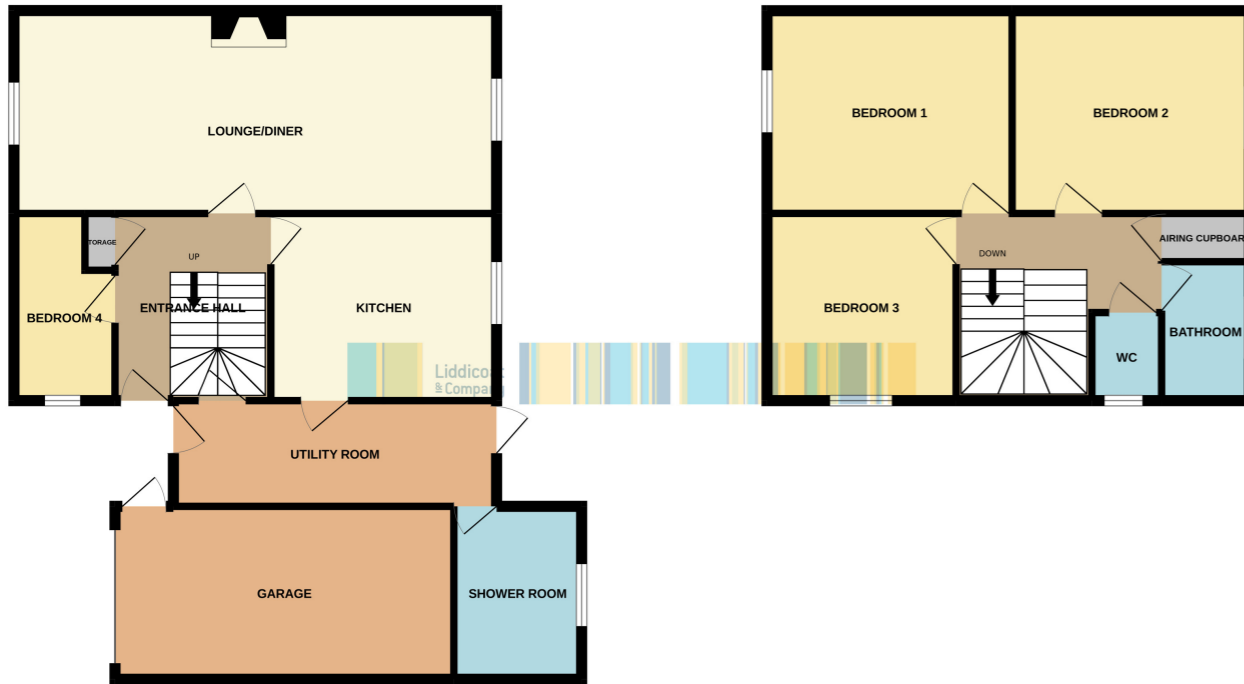 LOUNGE/DINER
TORAGE
UP
BEDROOM 4
ENTRANCE HALL
KITCHEN
Liddicoat
& Company
UTILITY ROOM
GARAGE
SHOWER ROOM
BEDROOM 1
BEDROOM 2
DOWN
AIRING CUPBOAR
BEDROOM 3
BATHROOM
WC